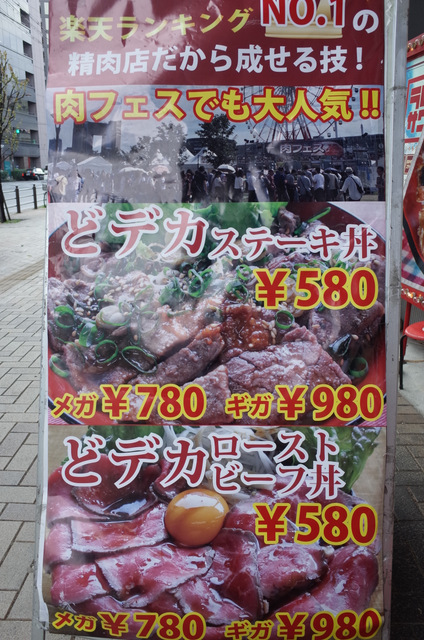 楽天ランキング NO.1の
精肉店だから成せる技！
肉フェスでも大人気!!
肉フェス
どデカステーキ丼
￥580
メガ￥780 ギガ￥980
どデカローストビーフ丼
￥580
メガ￥780 ギガ￥980